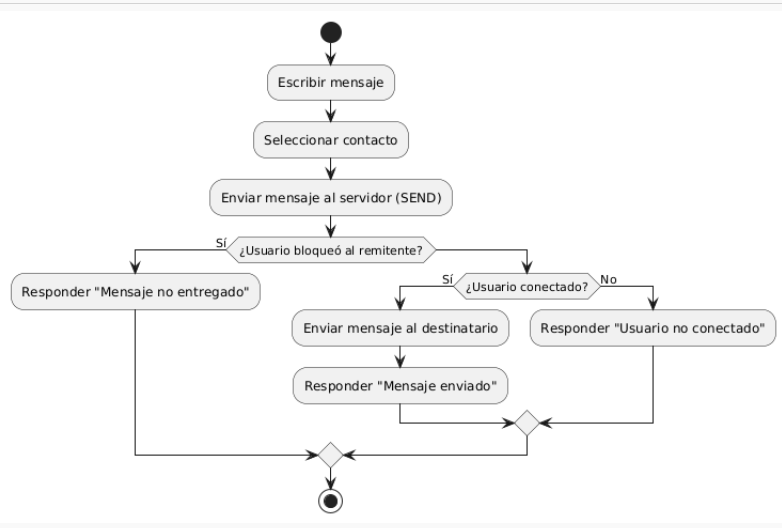 Escribir mensaje
Seleccionar contacto
Enviar mensaje al servidor (SEND)
Sí
¿Usuario bloqueó al remitente?
Responder "Mensaje no entregado"
Sí
¿Usuario conectado?
No
Enviar mensaje al destinatario
Responder "Usuario no conectado"
Responder "Mensaje enviado"